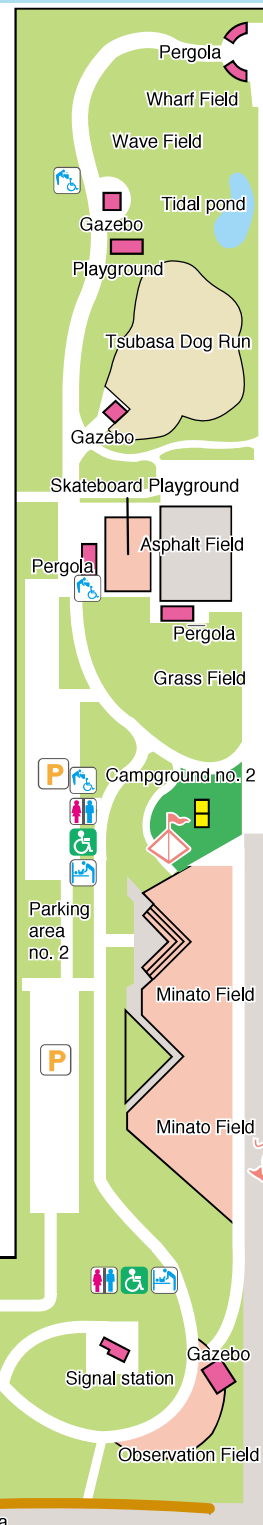 Pergola
Wharf Field
Wave Field
Tidal pond
Gazebo
Playground
Tsubasa Dog Run
Gazebo
Skateboard Playground
Asphalt Field
Pergola
Pergola
Grass Field
P
Campground no. 2
Parking
area
no. 2
Minato Field
P
Minato Field
Gazebo
Signal station
Observation Field